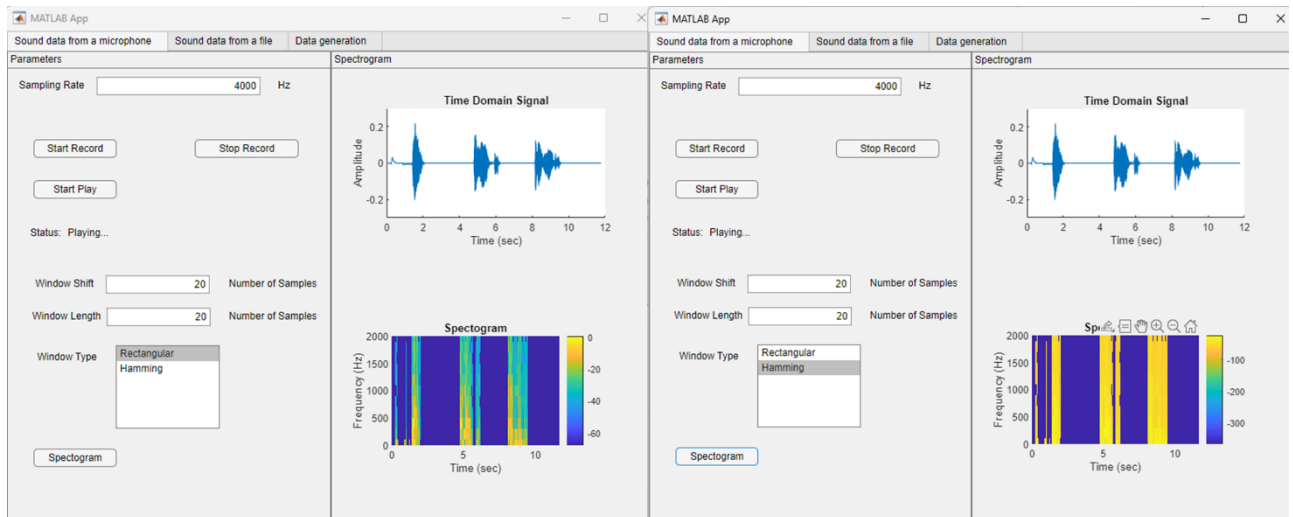 MATLAB App
Sound data from a microphone Sound data from a file Data generation
Parameters
Sampling Rate 4000 Hz
Start Record Stop Record
Start Play
Status: Playing...
Window Shift 20 Number of Samples
Window Length 20 Number of Samples
Window Type Rectangular
Hamming
Spectogram
Spectrogram
Time Domain Signal
Amplitude
0.2
0
-0.2
0 2 4 6 8 10 12
Time (sec)
Spectogram
Frequency (Hz)
2000
1500
1000
500
0
0 5 10
Time (sec)
0
-20
-40
-60
MATLAB App
Sound data from a microphone Sound data from a file Data generation
Parameters
Sampling Rate 4000 Hz
Start Record Stop Record
Start Play
Status: Playing...
Window Shift 20 Number of Samples
Window Length 20 Number of Samples
Window Type Rectangular
Hamming
Spectogram
Spectrogram
Time Domain Signal
Amplitude
0.2
0
-0.2
0 2 4 6 8 10 12
Time (sec)
Frequency (Hz)
2000
1500
1000
500
0
0 5 10
Time (sec)
-100
-200
-300